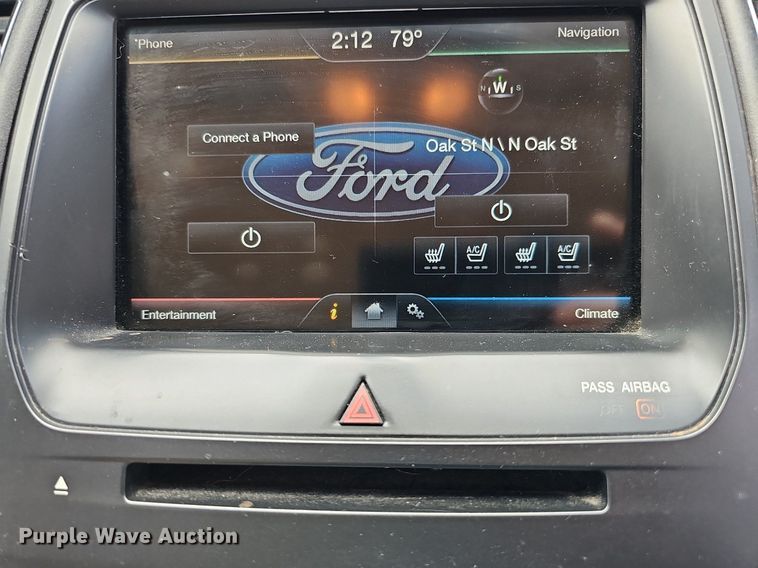 *Phone
2:12 79°
Navigation
N W S
Connect a Phone
Oak St N \ N Oak St
Ford
A/C A/C
Entertainment
i
Climate
PASS AIRBAG
OFF ON
Purple Wave Auction